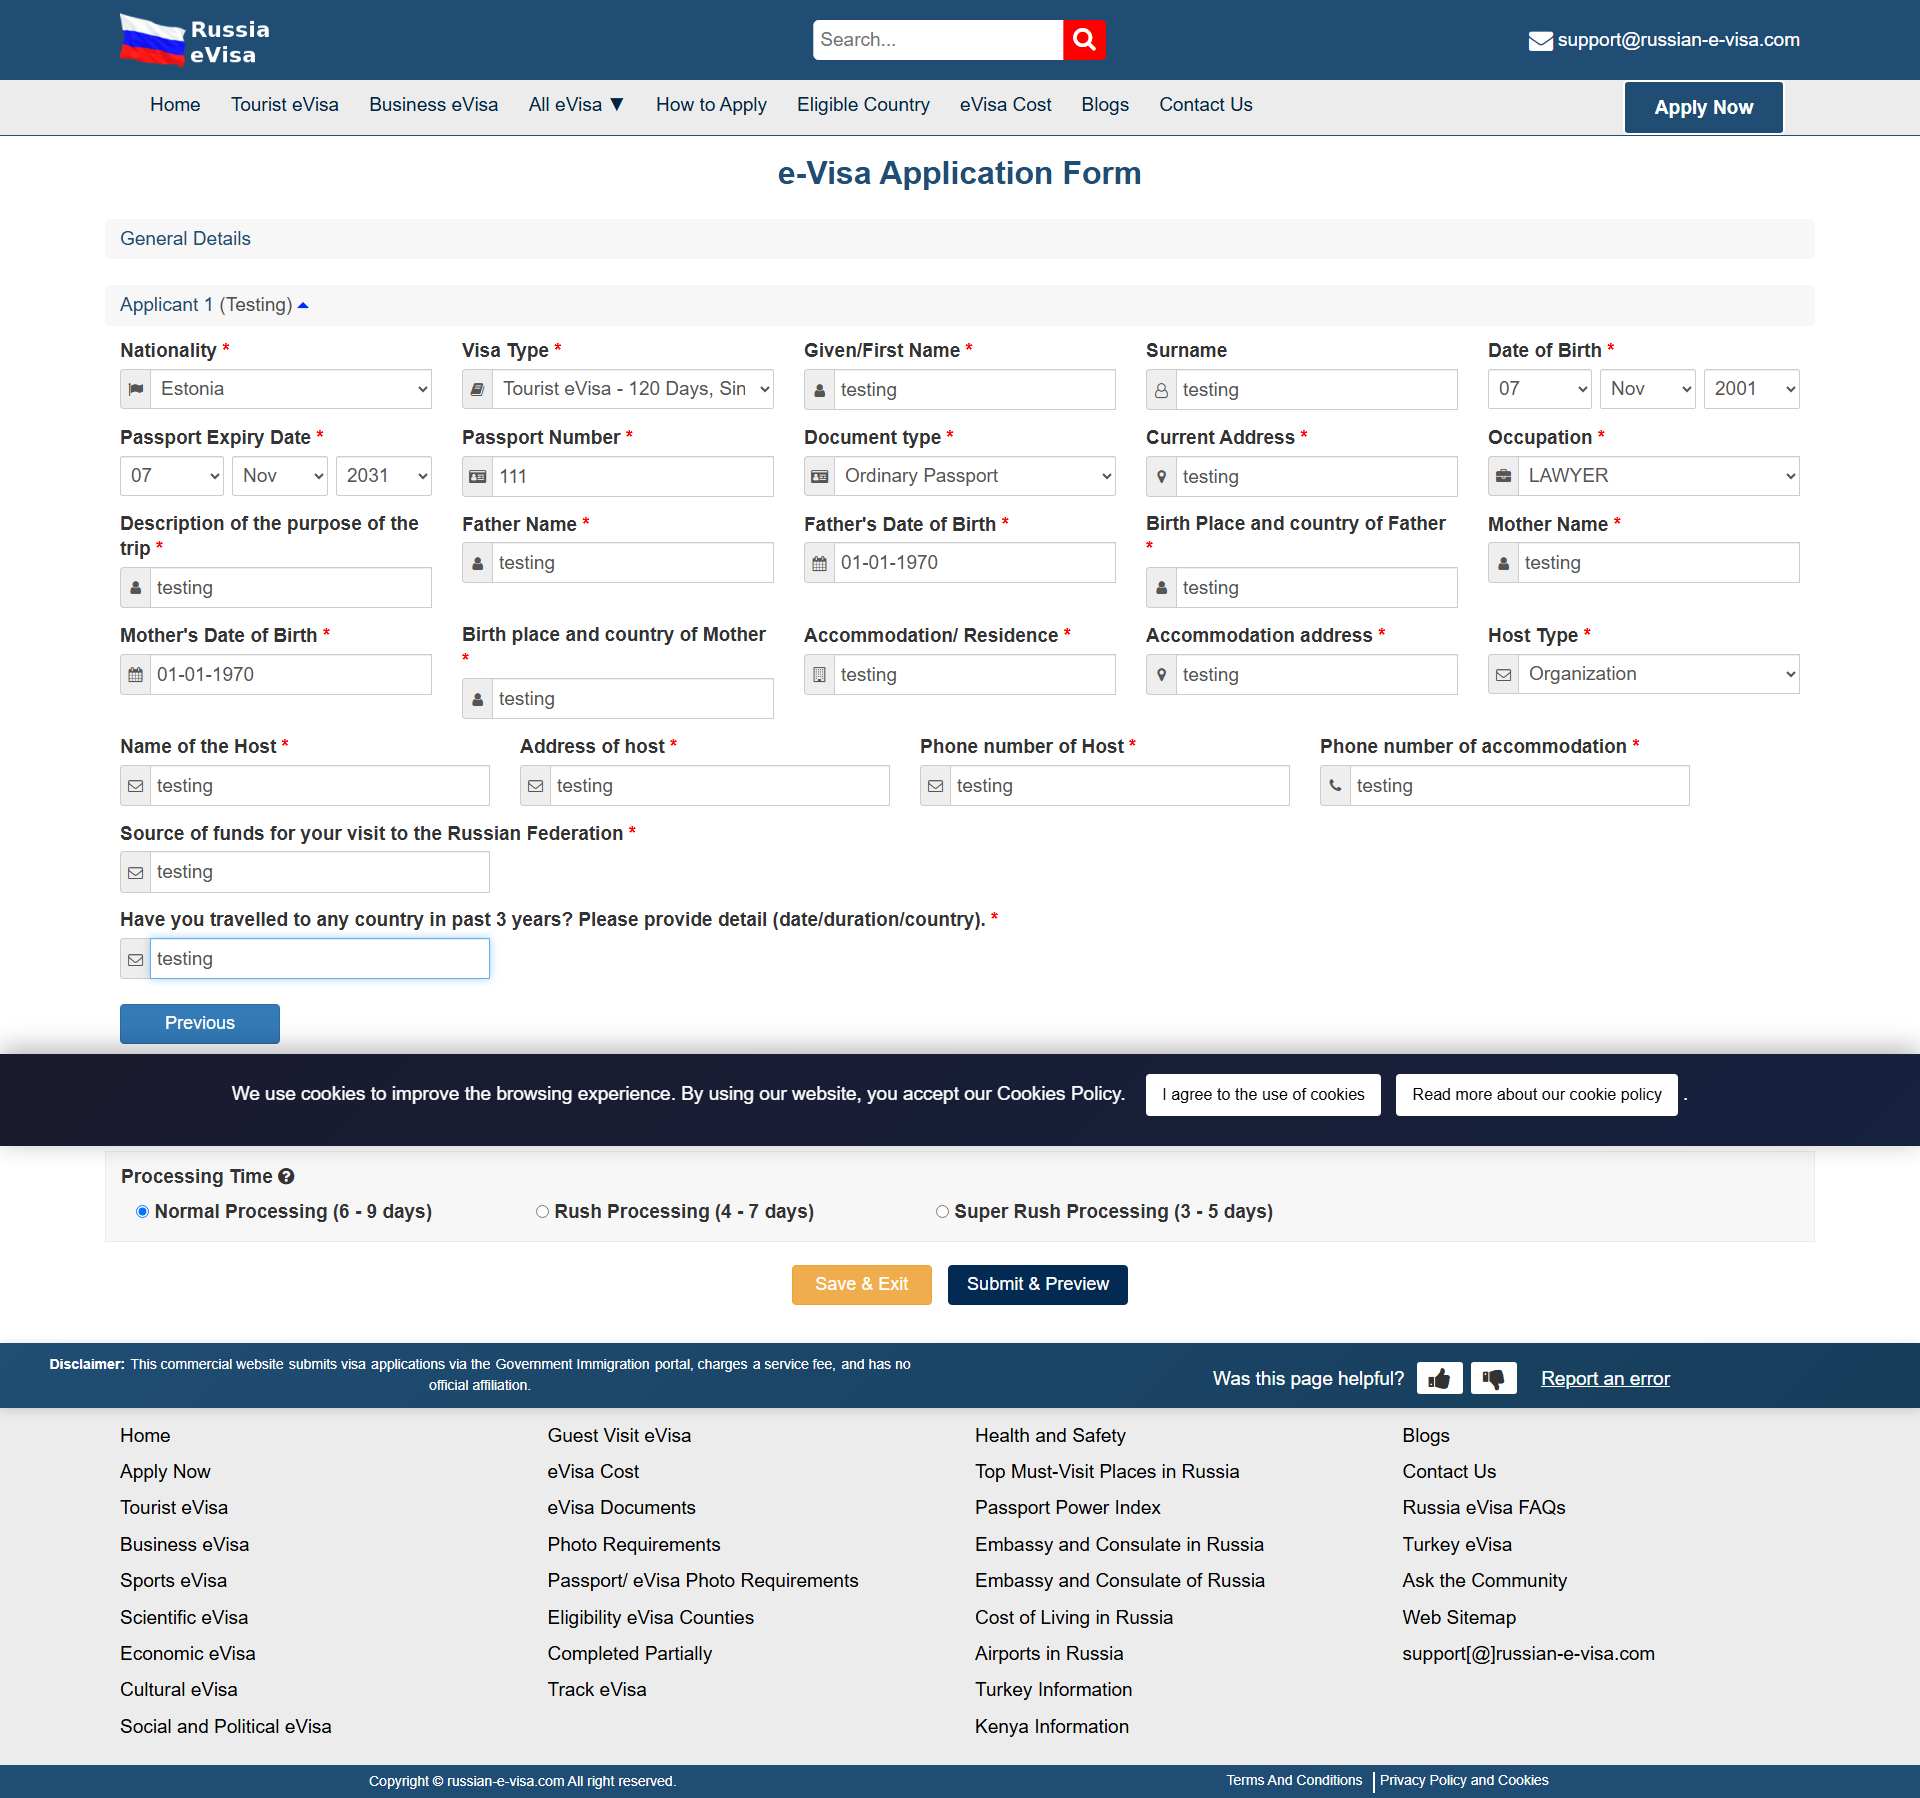 Russia
eVisa
Search...
support@russian-e-visa.com
Home Tourist eVisa Business eVisa All eVisa ▼ How to Apply Eligible Country eVisa Cost Blogs Contact Us Apply Now
e-Visa Application Form
General Details
Applicant 1 (Testing)
Nationality * Visa Type * Given/First Name * Surname Date of Birth *
Estonia Tourist eVisa - 120 Days, Sin testing testing 07 Nov 2001
Passport Expiry Date * Passport Number * Document type * Current Address * Occupation *
07 Nov 2031 111 Ordinary Passport testing LAWYER
Description of the purpose of the trip * Father Name * Father's Date of Birth * Birth Place and country of Father * Mother Name *
testing testing 01-01-1970 testing testing
Mother's Date of Birth * Birth place and country of Mother * Accommodation/ Residence * Accommodation address * Host Type *
01-01-1970 testing testing testing Organization
Name of the Host * Address of host * Phone number of Host * Phone number of accommodation *
testing testing testing testing
Source of funds for your visit to the Russian Federation *
testing
Have you travelled to any country in past 3 years? Please provide detail (date/duration/country). *
testing
Previous
We use cookies to improve the browsing experience. By using our website, you accept our Cookies Policy. I agree to the use of cookies Read more about our cookie policy .
Processing Time
Normal Processing (6 - 9 days) Rush Processing (4 - 7 days) Super Rush Processing (3 - 5 days)
Save & Exit Submit & Preview
Disclaimer: This commercial website submits visa applications via the Government Immigration portal, charges a service fee, and has no
official affiliation.
Was this page helpful? Report an error
Home Guest Visit eVisa Health and Safety Blogs
Apply Now eVisa Cost Top Must-Visit Places in Russia Contact Us
Tourist eVisa eVisa Documents Passport Power Index Russia eVisa FAQs
Business eVisa Photo Requirements Embassy and Consulate in Russia Turkey eVisa
Sports eVisa Passport/ eVisa Photo Requirements Embassy and Consulate of Russia Ask the Community
Scientific eVisa Eligibility eVisa Counties Cost of Living in Russia Web Sitemap
Economic eVisa Completed Partially Airports in Russia support[@]russian-e-visa.com
Cultural eVisa Track eVisa Turkey Information
Social and Political eVisa Kenya Information
Copyright © russian-e-visa.com All right reserved. Terms And Conditions Privacy Policy and Cookies